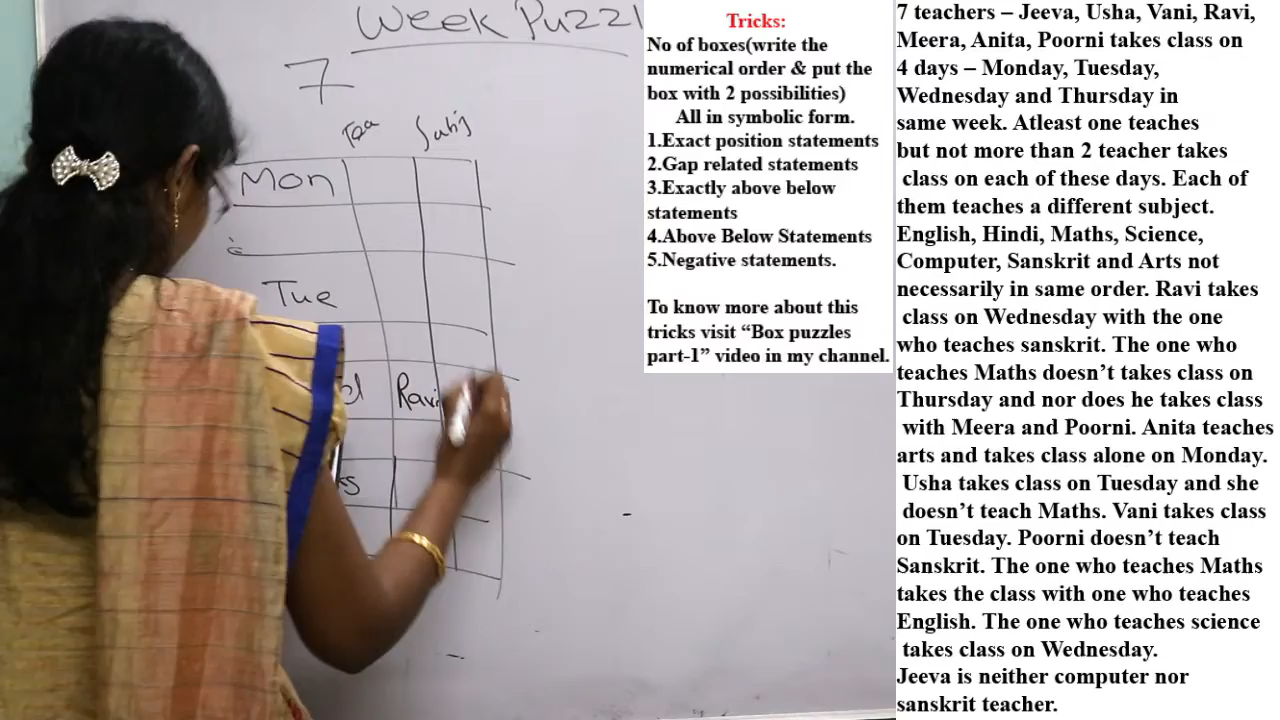 Week Puzzl
7
Tea Subj
Mon
Tue
Ravi
Tricks:
No of boxes(write the
numerical order & put the
box with 2 possibilities)
All in symbolic form.
1.Exact position statements
2.Gap related statements
3.Exactly above below
statements
4.Above Below Statements
5.Negative statements.
To know more about this
tricks visit “Box puzzles
part-1” video in my channel.
7 teachers – Jeeva, Usha, Vani, Ravi,
Meera, Anita, Poorni takes class on
4 days – Monday, Tuesday,
Wednesday and Thursday in
same week. Atleast one teaches
but not more than 2 teacher takes
class on each of these days. Each of
them teaches a different subject.
English, Hindi, Maths, Science,
Computer, Sanskrit and Arts not
necessarily in same order. Ravi takes
class on Wednesday with the one
who teaches sanskrit. The one who
teaches Maths doesn’t takes class on
Thursday and nor does he takes class
with Meera and Poorni. Anita teaches
arts and takes class alone on Monday.
Usha takes class on Tuesday and she
doesn’t teach Maths. Vani takes class
on Tuesday. Poorni doesn’t teach
Sanskrit. The one who teaches Maths
takes the class with one who teaches
English. The one who teaches science
takes class on Wednesday.
Jeeva is neither computer nor
sanskrit teacher.